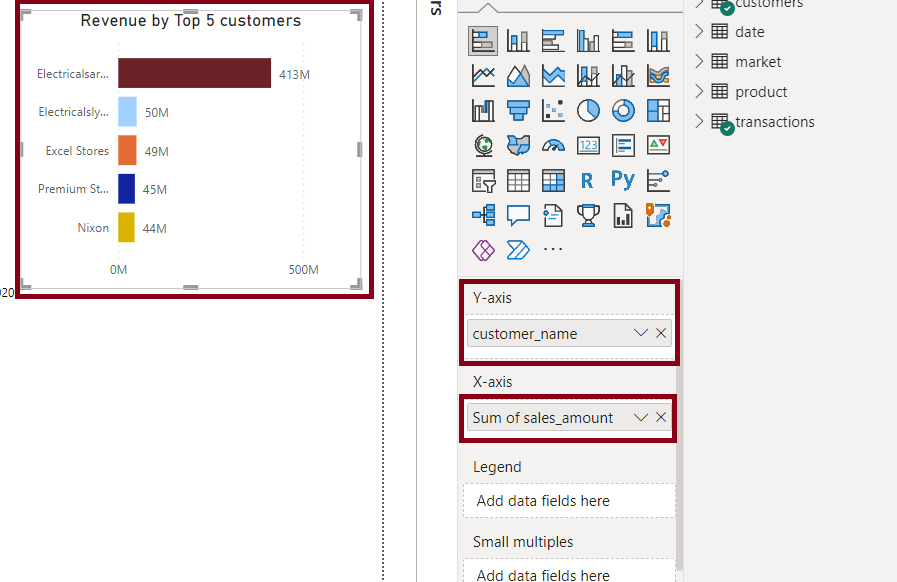 Revenue by Top 5 customers
Electricalsar... 413M
Electricalsly... 50M
Excel Stores 49M
Premium St... 45M
Nixon 44M
0M 500M
020
rs
123
R Py
...
Y-axis
customer_name
X-axis
Sum of sales_amount
Legend
Add data fields here
Small multiples
Add data fields here
customers
date
market
product
transactions